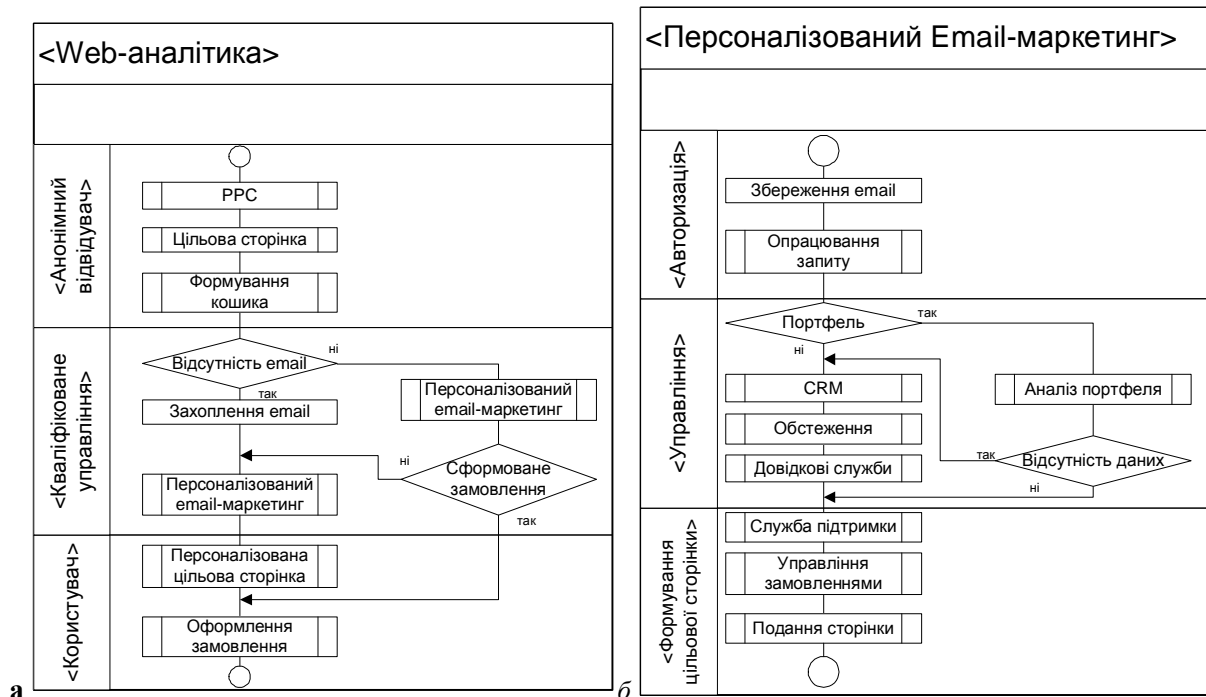 <Web-аналітика>
<Анонімний
відвідувач>
PPC
Цільова сторінка
Формування
кошика
<Кваліфіковане
управління>
Відсутність email
ні
так
Захоплення email
Персоналізований
email-маркетинг
ні
Сформоване
замовлення
Персоналізований
email-маркетинг
так
<Користувач>
Персоналізована
цільова сторінка
Оформлення
замовлення
а
<Персоналізований Email-маркетинг>
<Авторизація>
Збереження email
Опрацювання
запиту
<Управління>
Портфель
так
ні
CRM
Аналіз портфеля
Обстеження
Довідкові служби
так
Відсутність даних
ні
<Формування
цільової сторінки>
Служба підтримки
Управління
замовленнями
Подання сторінки
б